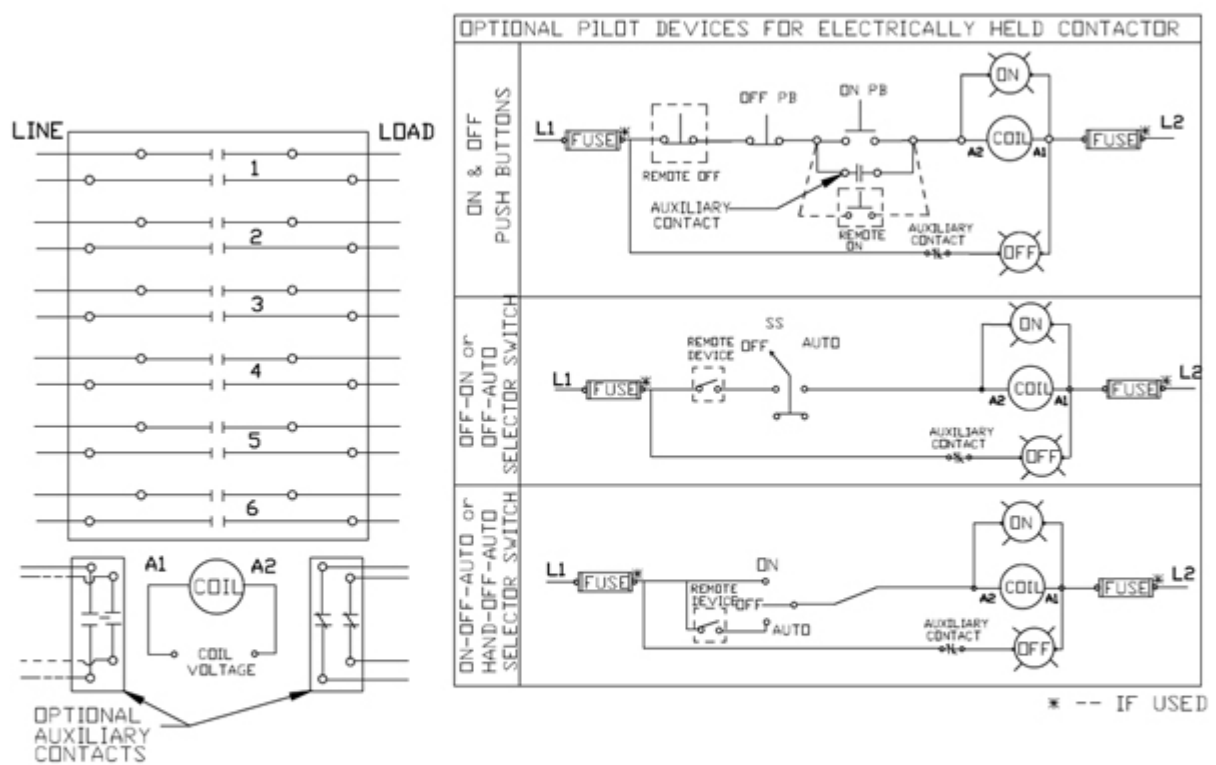 LINE
LOAD
1
2
3
4
5
6
A1
A2
COIL
COIL
VOLTAGE
OPTIONAL
AUXILIARY
CONTACTS
OPTIONAL PILOT DEVICES FOR ELECTRICALLY HELD CONTACTOR
ON & OFF
PUSH BUTTONS
L1
FUSE*
REMOTE OFF
OFF PB
ON PB
AUXILIARY
CONTACT
REMOTE
ON
AUXILIARY
CONTACT
ON
A2
COIL
A1
OFF
FUSE*
L2
OFF-ON or
OFF-AUTO
SELECTOR SWITCH
L1
FUSE*
REMOTE
DEVICE
SS
OFF
AUTO
AUXILIARY
CONTACT
ON
A2
COIL
A1
OFF
FUSE*
L2
ON-OFF-AUTO or
HAND-OFF-AUTO
SELECTOR SWITCH
L1
FUSE*
REMOTE
DEVICE
ON
OFF
AUTO
AUXILIARY
CONTACT
ON
A2
COIL
A1
OFF
FUSE*
L2
* -- IF USED